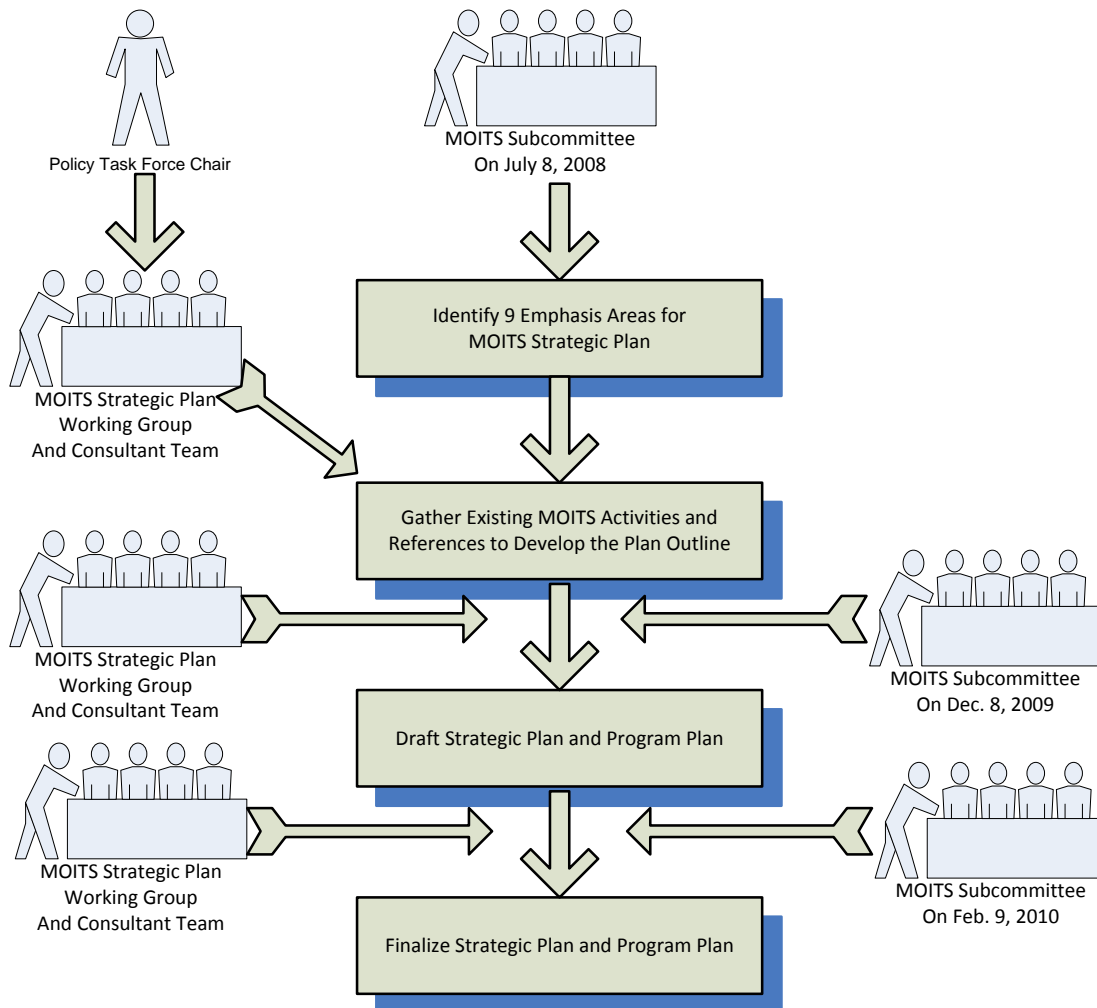 Policy Task Force Chair
MOITS Subcommittee
On July 8, 2008
Identify 9 Emphasis Areas for
MOITS Strategic Plan
MOITS Strategic Plan
Working Group
And Consultant Team
Gather Existing MOITS Activities and
References to Develop the Plan Outline
MOITS Strategic Plan
Working Group
And Consultant Team
MOITS Subcommittee
On Dec. 8, 2009
Draft Strategic Plan and Program Plan
MOITS Strategic Plan
Working Group
And Consultant Team
MOITS Subcommittee
On Feb. 9, 2010
Finalize Strategic Plan and Program Plan